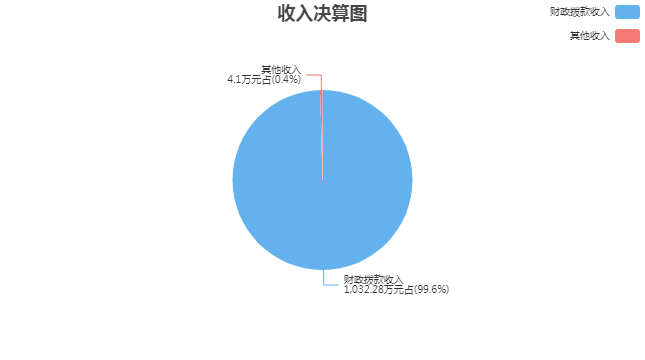 收入决算图
财政拨款收入
其他收入
其他收入
4.1万元占(0.4%)
财政拨款收入
1,032.28万元占(99.6%)